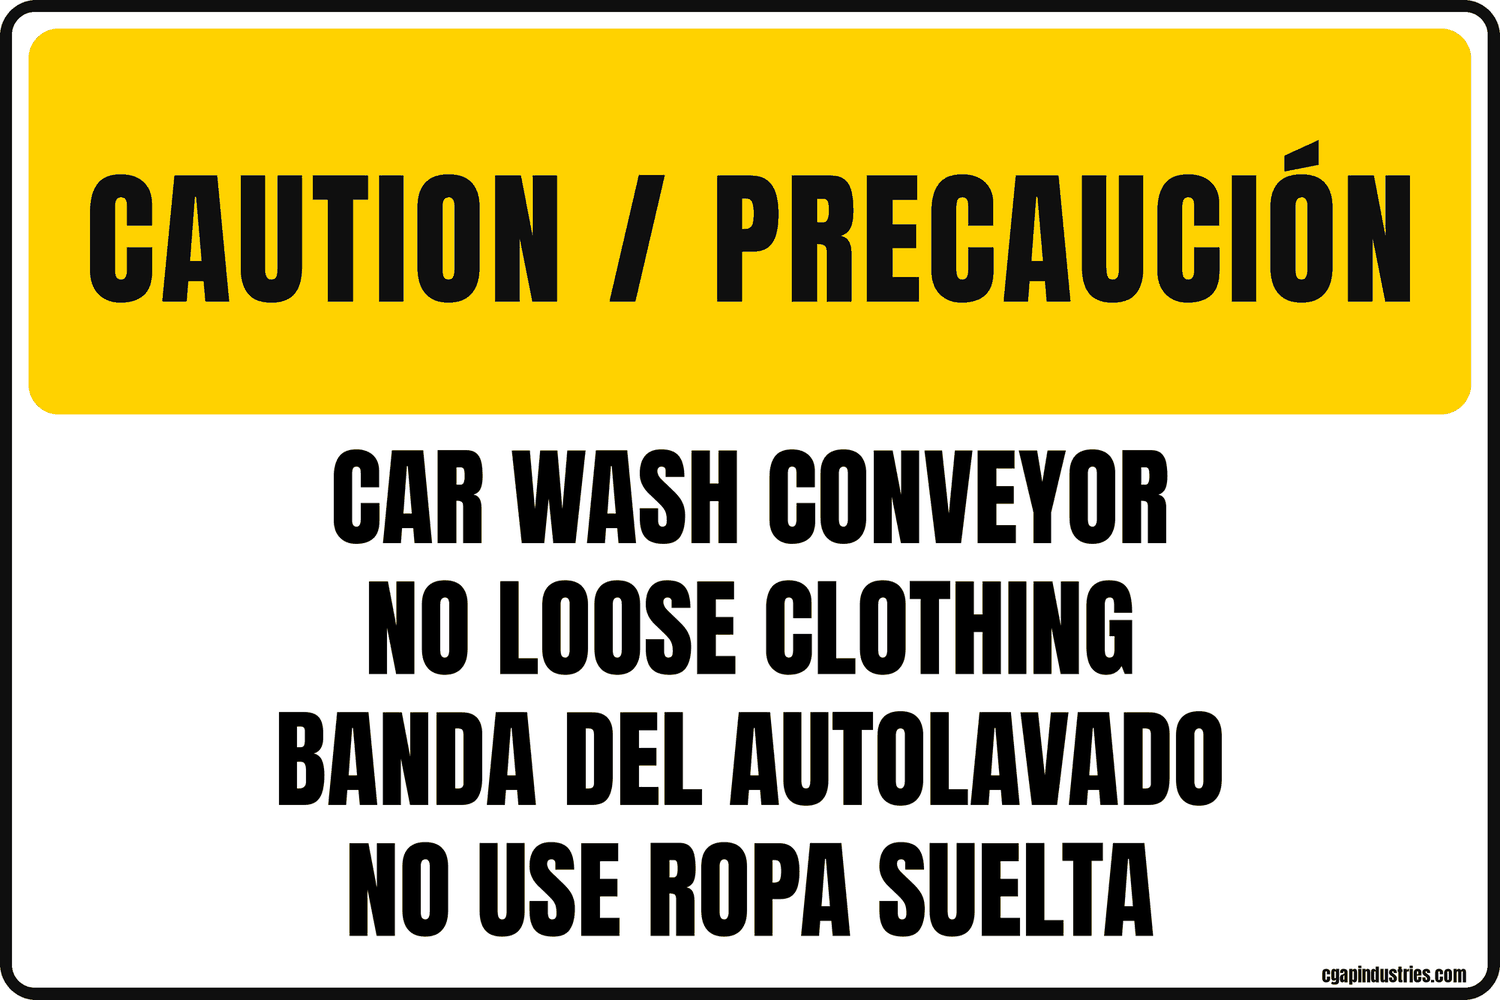 CAUTION / PRECAUCIÓN
CAR WASH CONVEYOR
NO LOOSE CLOTHING
BANDA DEL AUTOLAVADO
NO USE ROPA SUELTA
cgapindustries.com